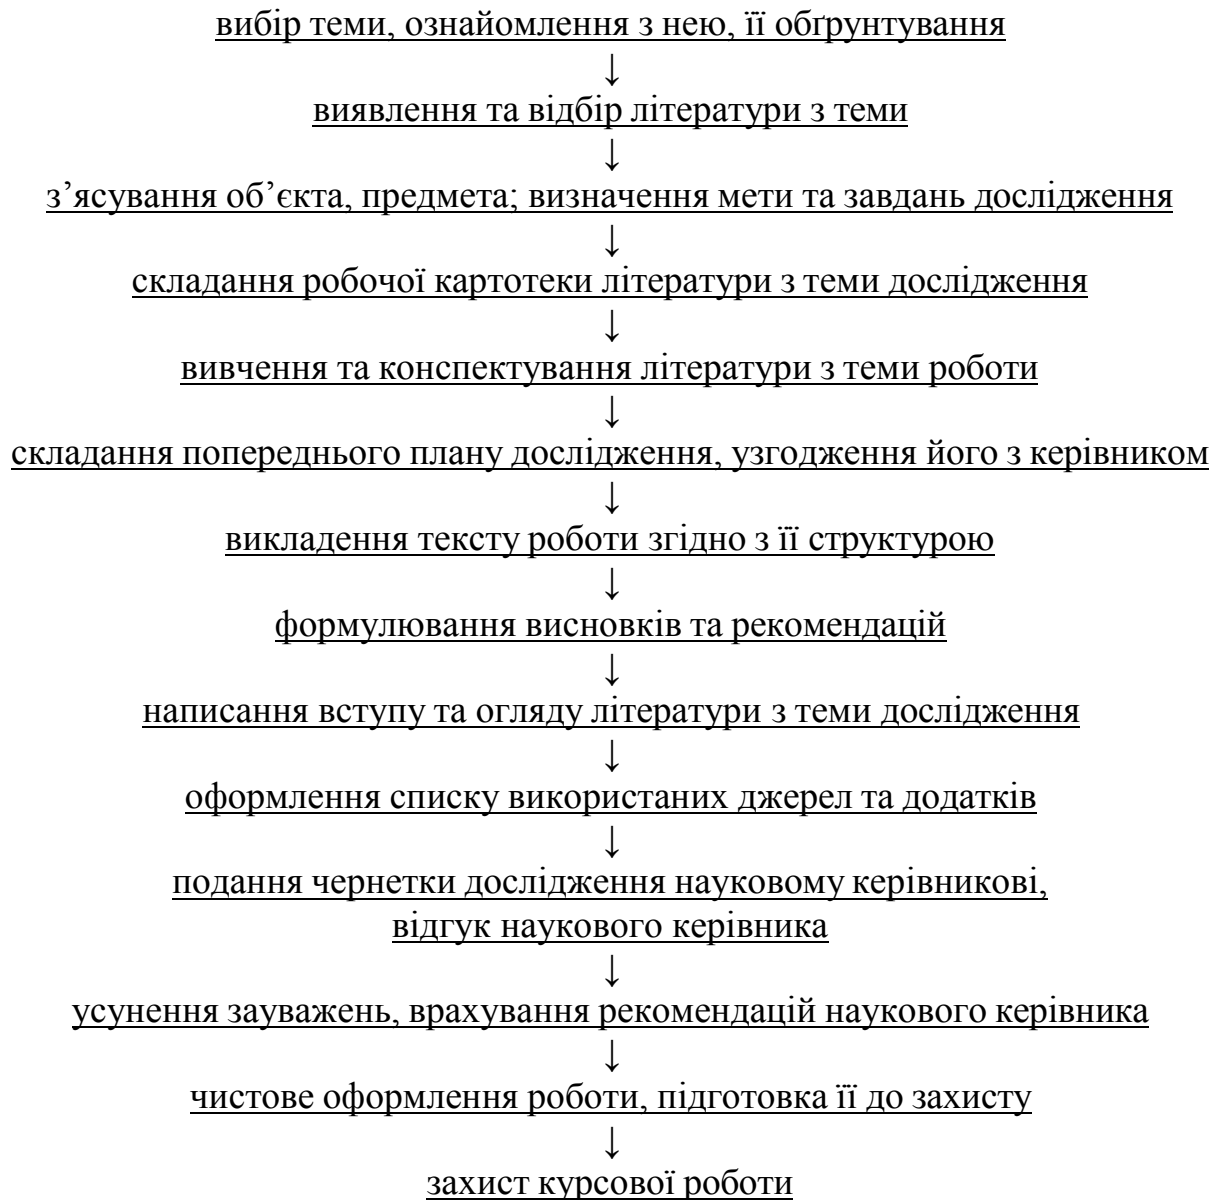 вибір теми, ознайомлення з нею, її обґрунтування
↓
виявлення та відбір літератури з теми
↓
з’ясування об’єкта, предмета; визначення мети та завдань дослідження
↓
складання робочої картотеки літератури з теми дослідження
↓
вивчення та конспектування літератури з теми роботи
↓
складання попереднього плану дослідження, узгодження його з керівником
↓
викладення тексту роботи згідно з її структурою
↓
формулювання висновків та рекомендацій
↓
написання вступу та огляду літератури з теми дослідження
↓
оформлення списку використаних джерел та додатків
↓
подання чернетки дослідження науковому керівникові,
відгук наукового керівника
↓
усунення зауважень, врахування рекомендацій наукового керівника
↓
чистове оформлення роботи, підготовка її до захисту
↓
захист курсової роботи